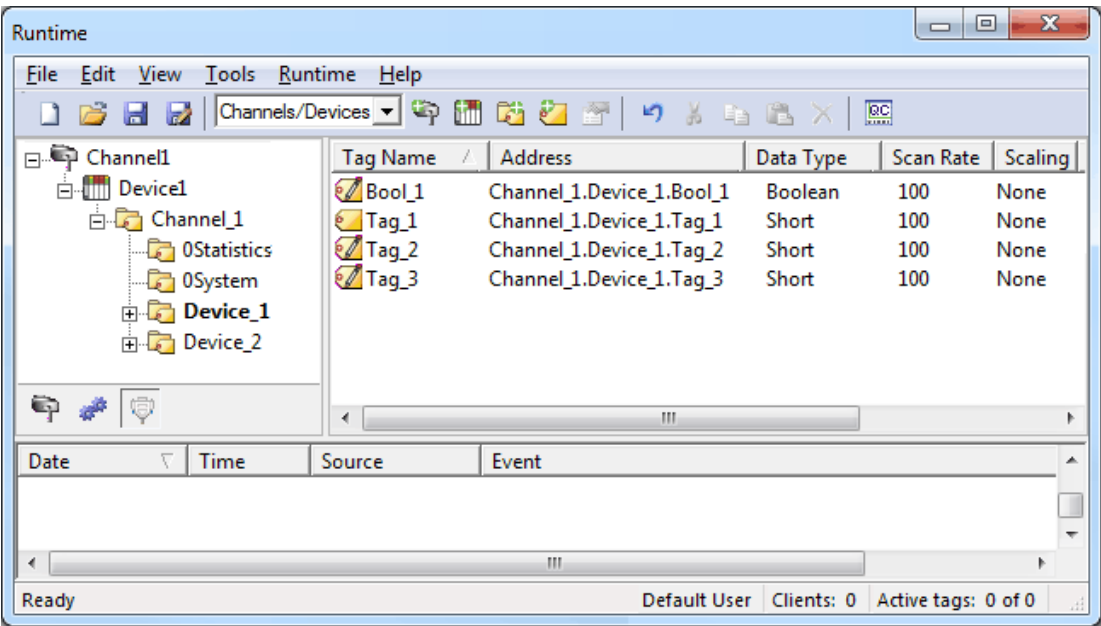 Runtime
File Edit View Tools Runtime Help
Channels/Devices
QC
Channel1
Device1
Channel_1
0Statistics
0System
Device_1
Device_2
Tag Name Address Data Type Scan Rate Scaling
Bool_1 Channel_1.Device_1.Bool_1 Boolean 100 None
Tag_1 Channel_1.Device_1.Tag_1 Short 100 None
Tag_2 Channel_1.Device_1.Tag_2 Short 100 None
Tag_3 Channel_1.Device_1.Tag_3 Short 100 None
Date Time Source Event
Ready Default User Clients: 0 Active tags: 0 of 0